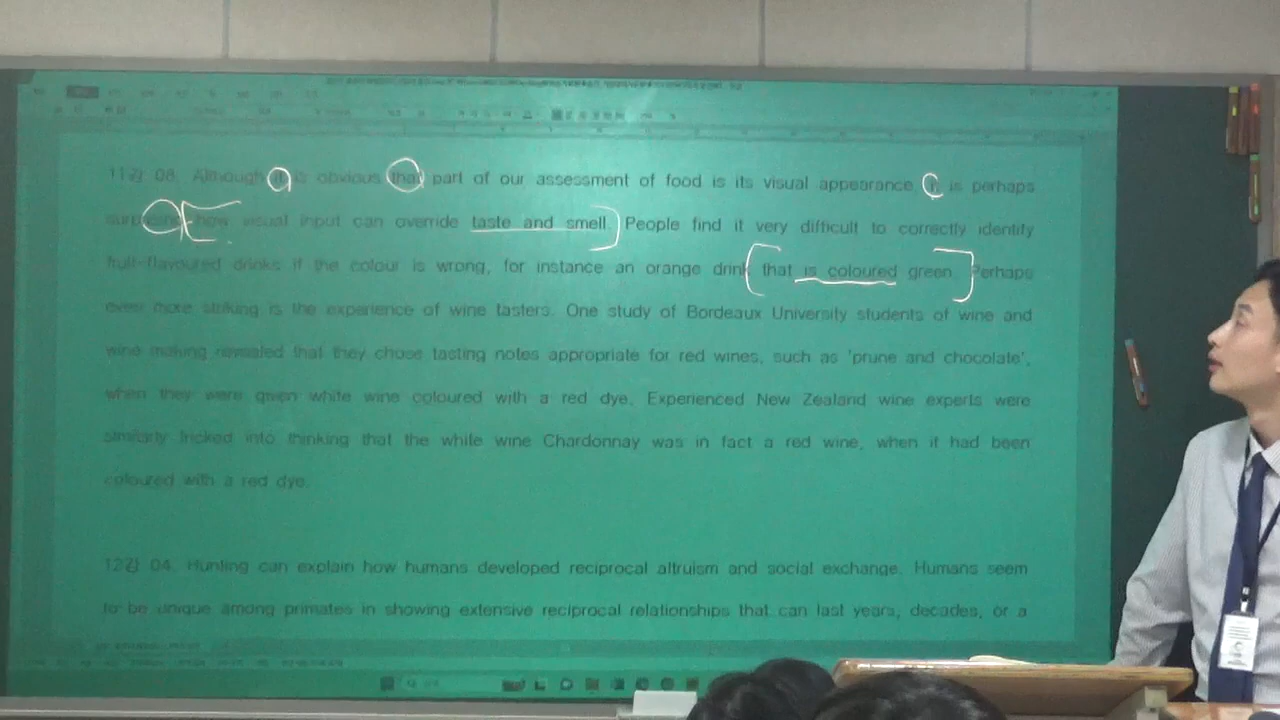 11강 08. Although it is obvious that part of our assessment of food is its visual appearance, it is perhaps
surprising how visual input can override taste and smell. People find it very difficult to correctly identify
fruit-flavoured drinks if the colour is wrong, for instance an orange drink that is coloured green. Perhaps
even more striking is the experience of wine tasters. One study of Bordeaux University students of wine and
wine making revealed that they chose tasting notes appropriate for red wines, such as 'prune and chocolate',
when they were given white wine coloured with a red dye. Experienced New Zealand wine experts were
similarly tricked into thinking that the white wine Chardonnay was in fact a red wine, when it had been
coloured with a red dye.
12강 04. Hunting can explain how humans developed reciprocal altruism and social exchange. Humans seem
to be unique among primates in showing extensive reciprocal relationships that can last years, decades, or a